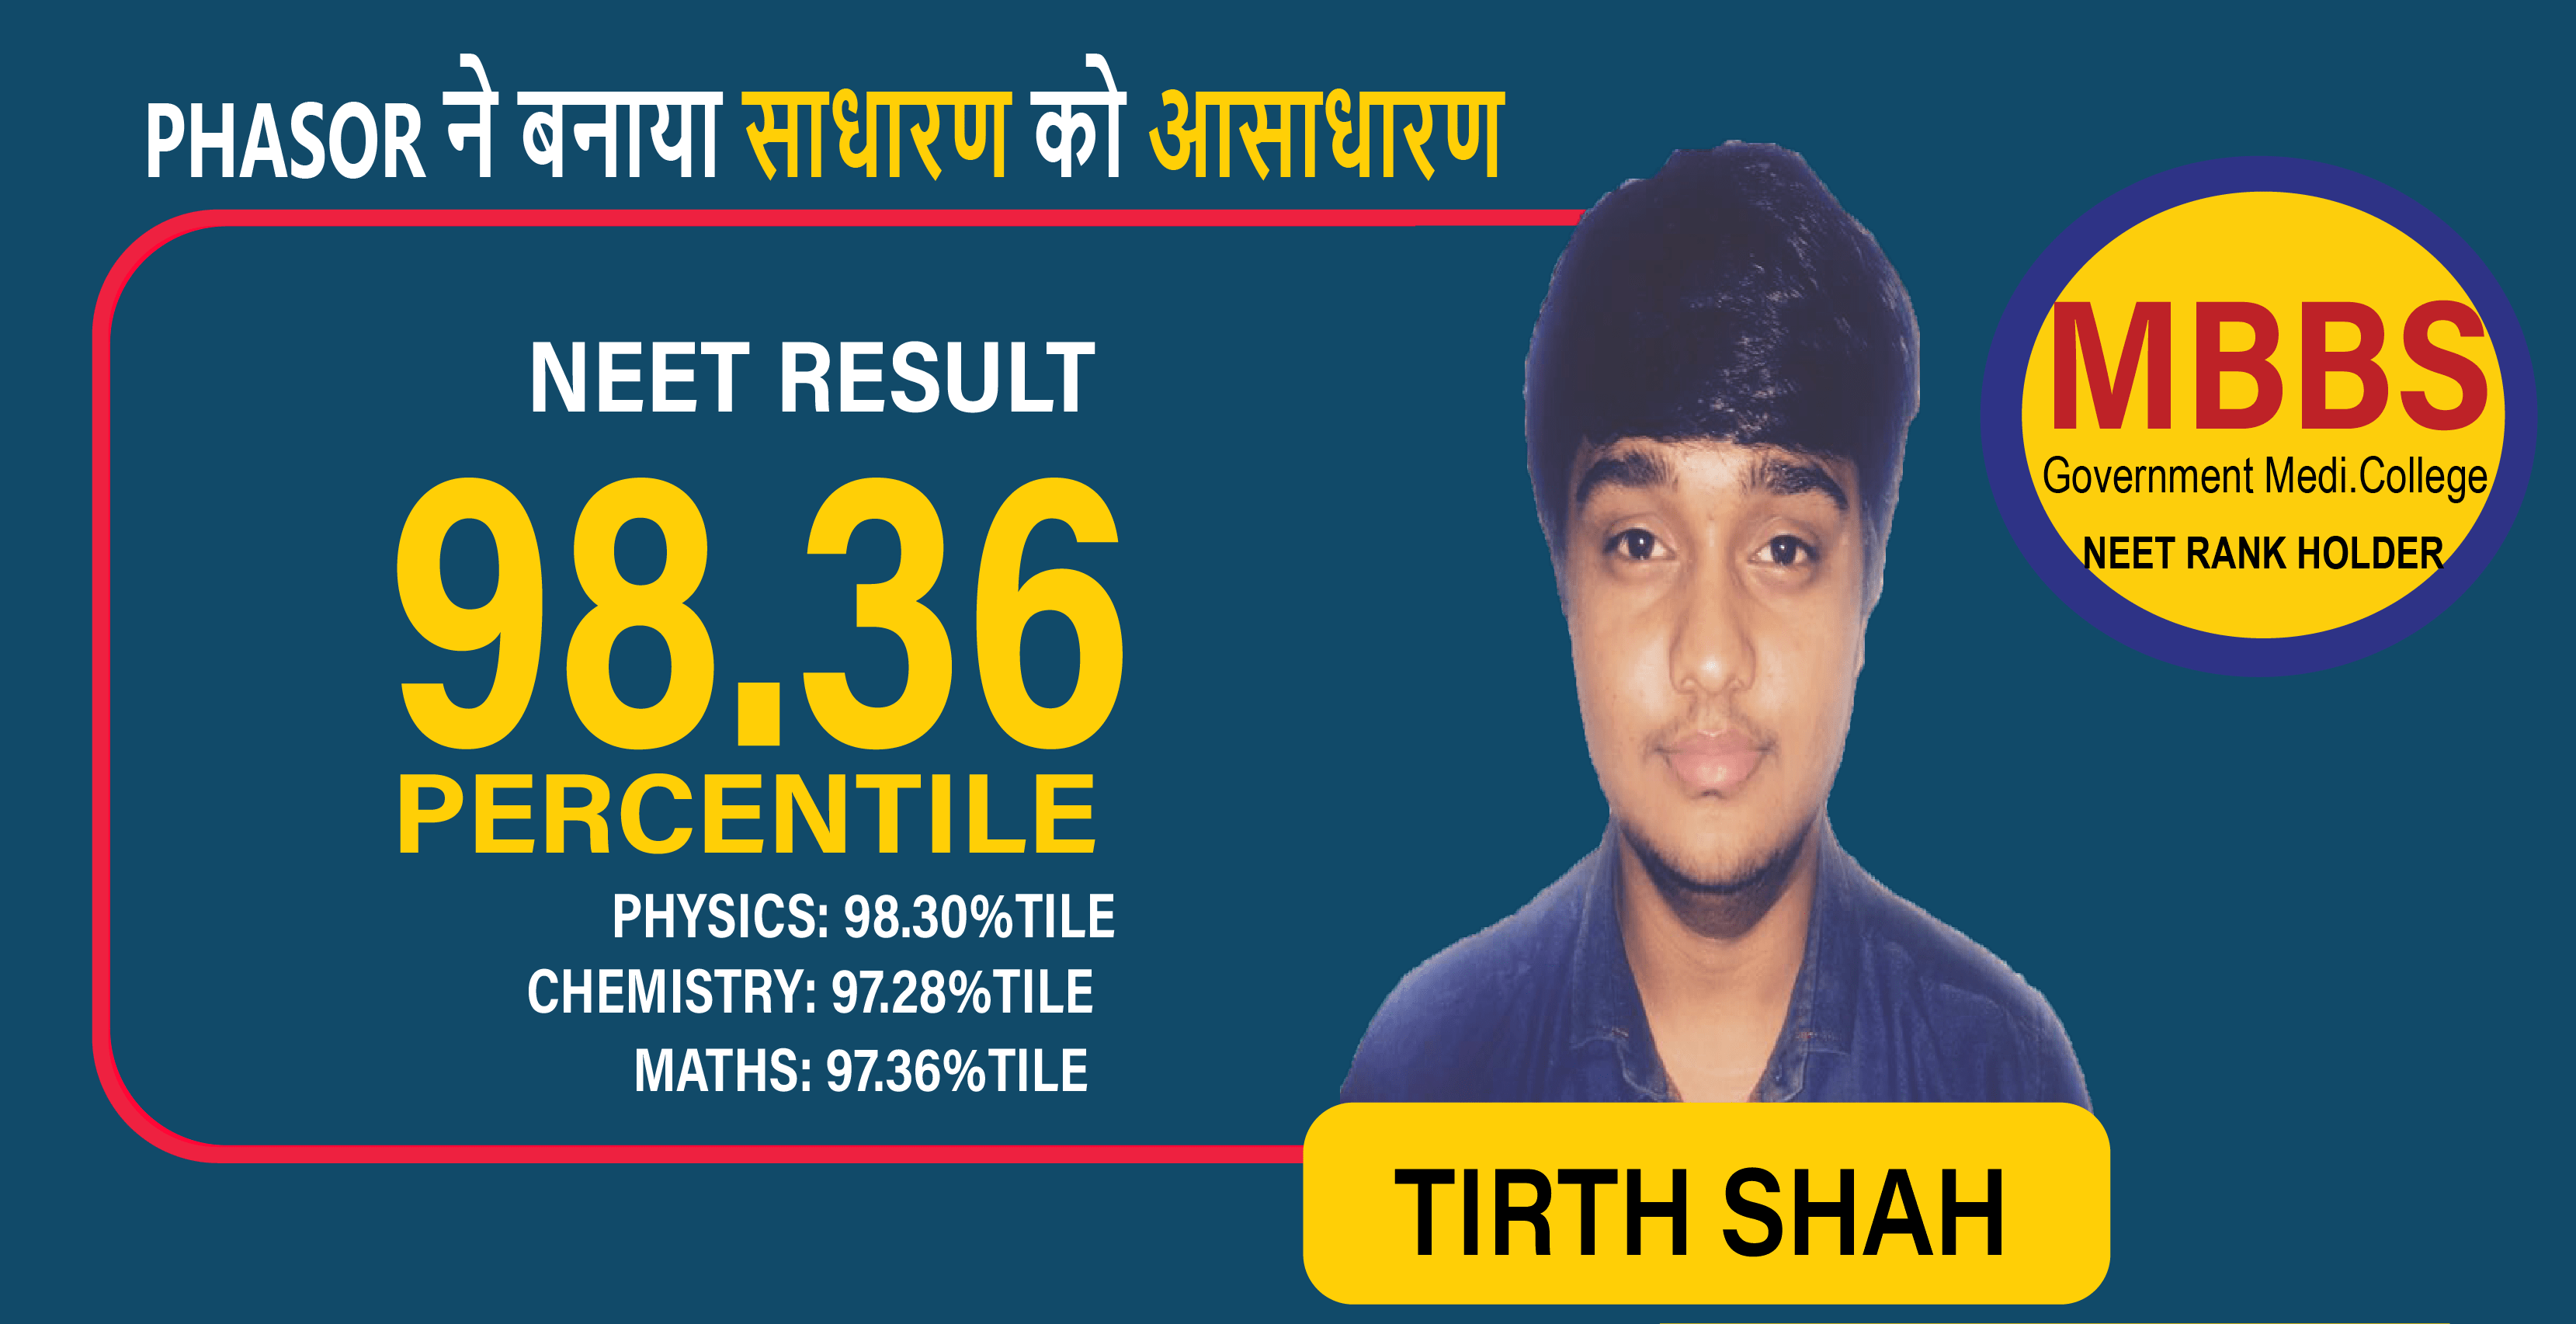 PHASOR ने बनाया साधारण को आसाधारण
NEET RESULT
98.36
PERCENTILE
PHYSICS: 98.30%TILE
CHEMISTRY: 97.28%TILE
MATHS: 97.36%TILE
MBBS
Government Medi.College
NEET RANK HOLDER
TIRTH SHAH